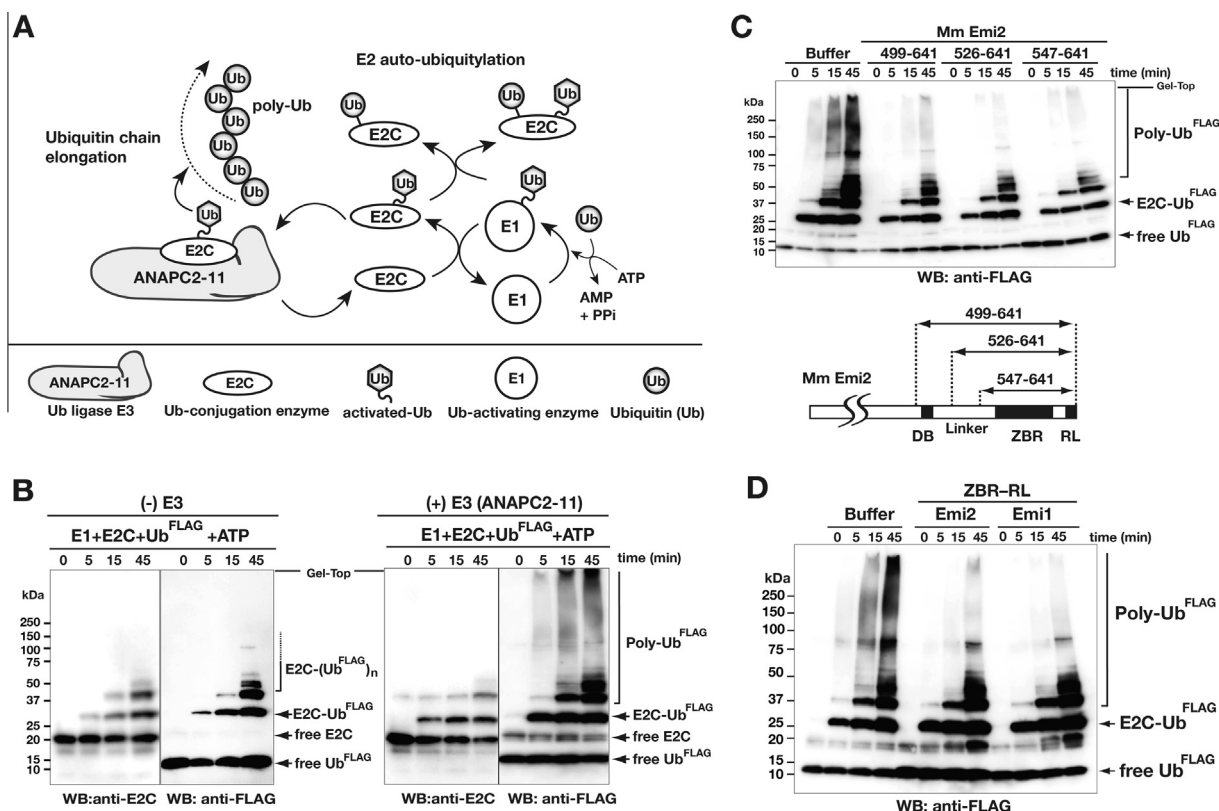 A
E2 auto-ubiquitylation
Ub
poly-Ub
Ub
Ub
Ub
Ub
Ub
Ubiquitin chain
elongation
Ub
E2C
ANAPC2-11
Ub
E2C
Ub
Ub
E2C
Ub
E2C
Ub
E1
Ub
E2C
E1
ATP
AMP
+ PPi
ANAPC2-11
Ub ligase E3
E2C
Ub-conjugation enzyme
Ub
activated-Ub
E1
Ub-activating enzyme
Ub
Ubiquitin (Ub)
B
(-) E3
E1+E2C+Ub^FLAG +ATP
0 5 15 45 0 5 15 45
(+) E3 (ANAPC2-11)
E1+E2C+Ub^FLAG+ATP
0 5 15 45 0 5 15 45
time (min)
Gel-Top
kDa
250
150
100
75
50
37
25
20
15
10
E2C-(Ub^FLAG)n
E2C-Ub^FLAG
free E2C
free Ub^FLAG
Poly-Ub^FLAG
E2C-Ub^FLAG
free E2C
free Ub^FLAG
WB:anti-E2C WB: anti-FLAG
WB:anti-E2C WB: anti-FLAG
C
Mm Emi2
Buffer 499-641 526-641 547-641
0 5 15 45 0 5 15 45 0 5 15 45 0 5 15 45 time (min)
Gel-Top
kDa
250
150
100
75
50
37
25
20
15
10
Poly-Ub^FLAG
E2C-Ub^FLAG
free Ub^FLAG
WB: anti-FLAG
499-641
526-641
547-641
Mm Emi2
DB Linker ZBR RL
D
ZBR–RL
Buffer Emi2 Emi1
0 5 15 45 0 5 15 45 0 5 15 45 time (min)
kDa
250
150
100
75
50
37
25
20
15
10
Poly-Ub^FLAG
E2C-Ub^FLAG
free Ub^FLAG
WB: anti-FLAG